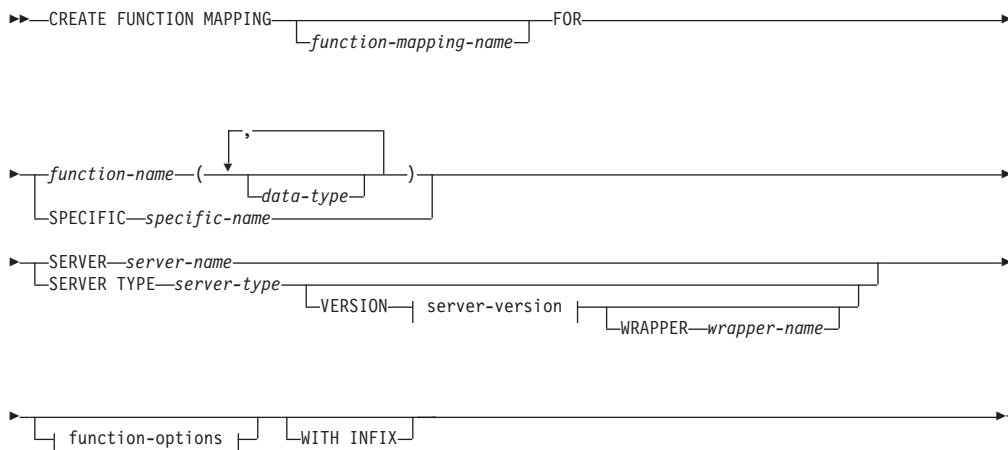 CREATE FUNCTION MAPPING function-mapping-name FOR
,
function-name ( data-type )
SPECIFIC specific-name
SERVER server-name
SERVER TYPE server-type
VERSION server-version
WRAPPER wrapper-name
function-options WITH INFIX